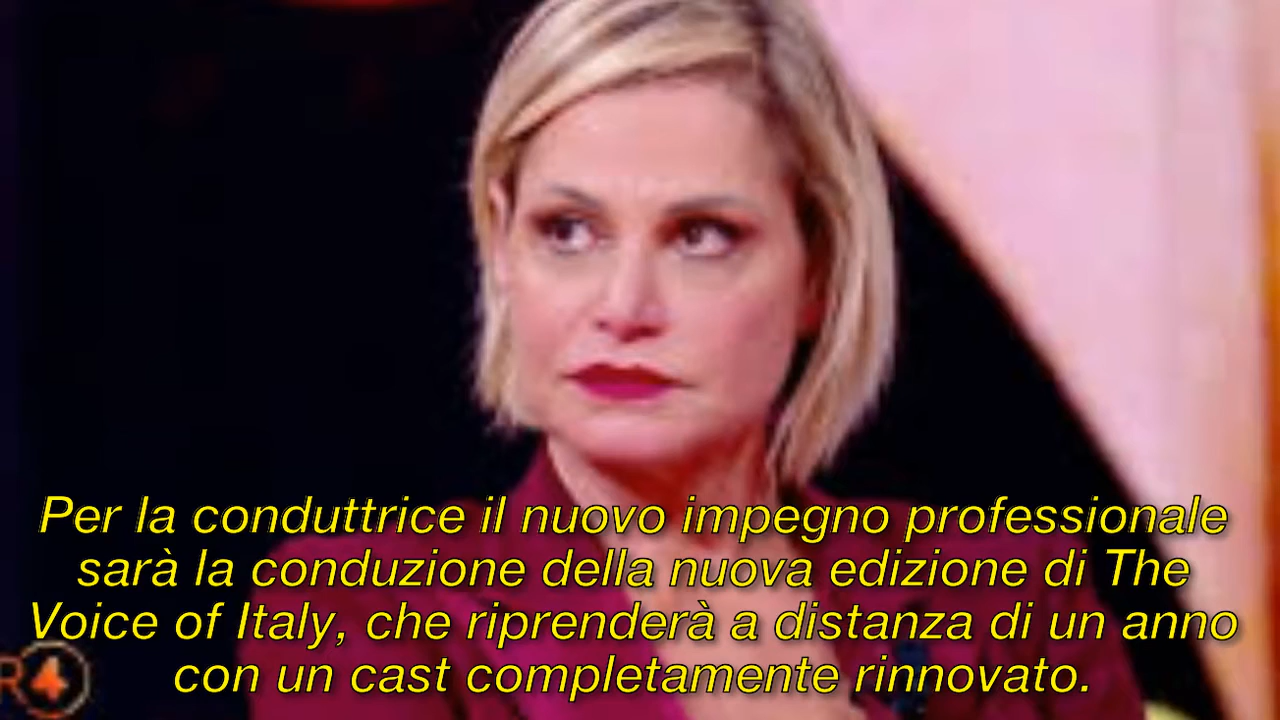 Per la conduttrice il nuovo impegno professionale
sarà la conduzione della nuova edizione di The
Voice of Italy, che riprenderà a distanza di un anno
con un cast completamente rinnovato.
R4